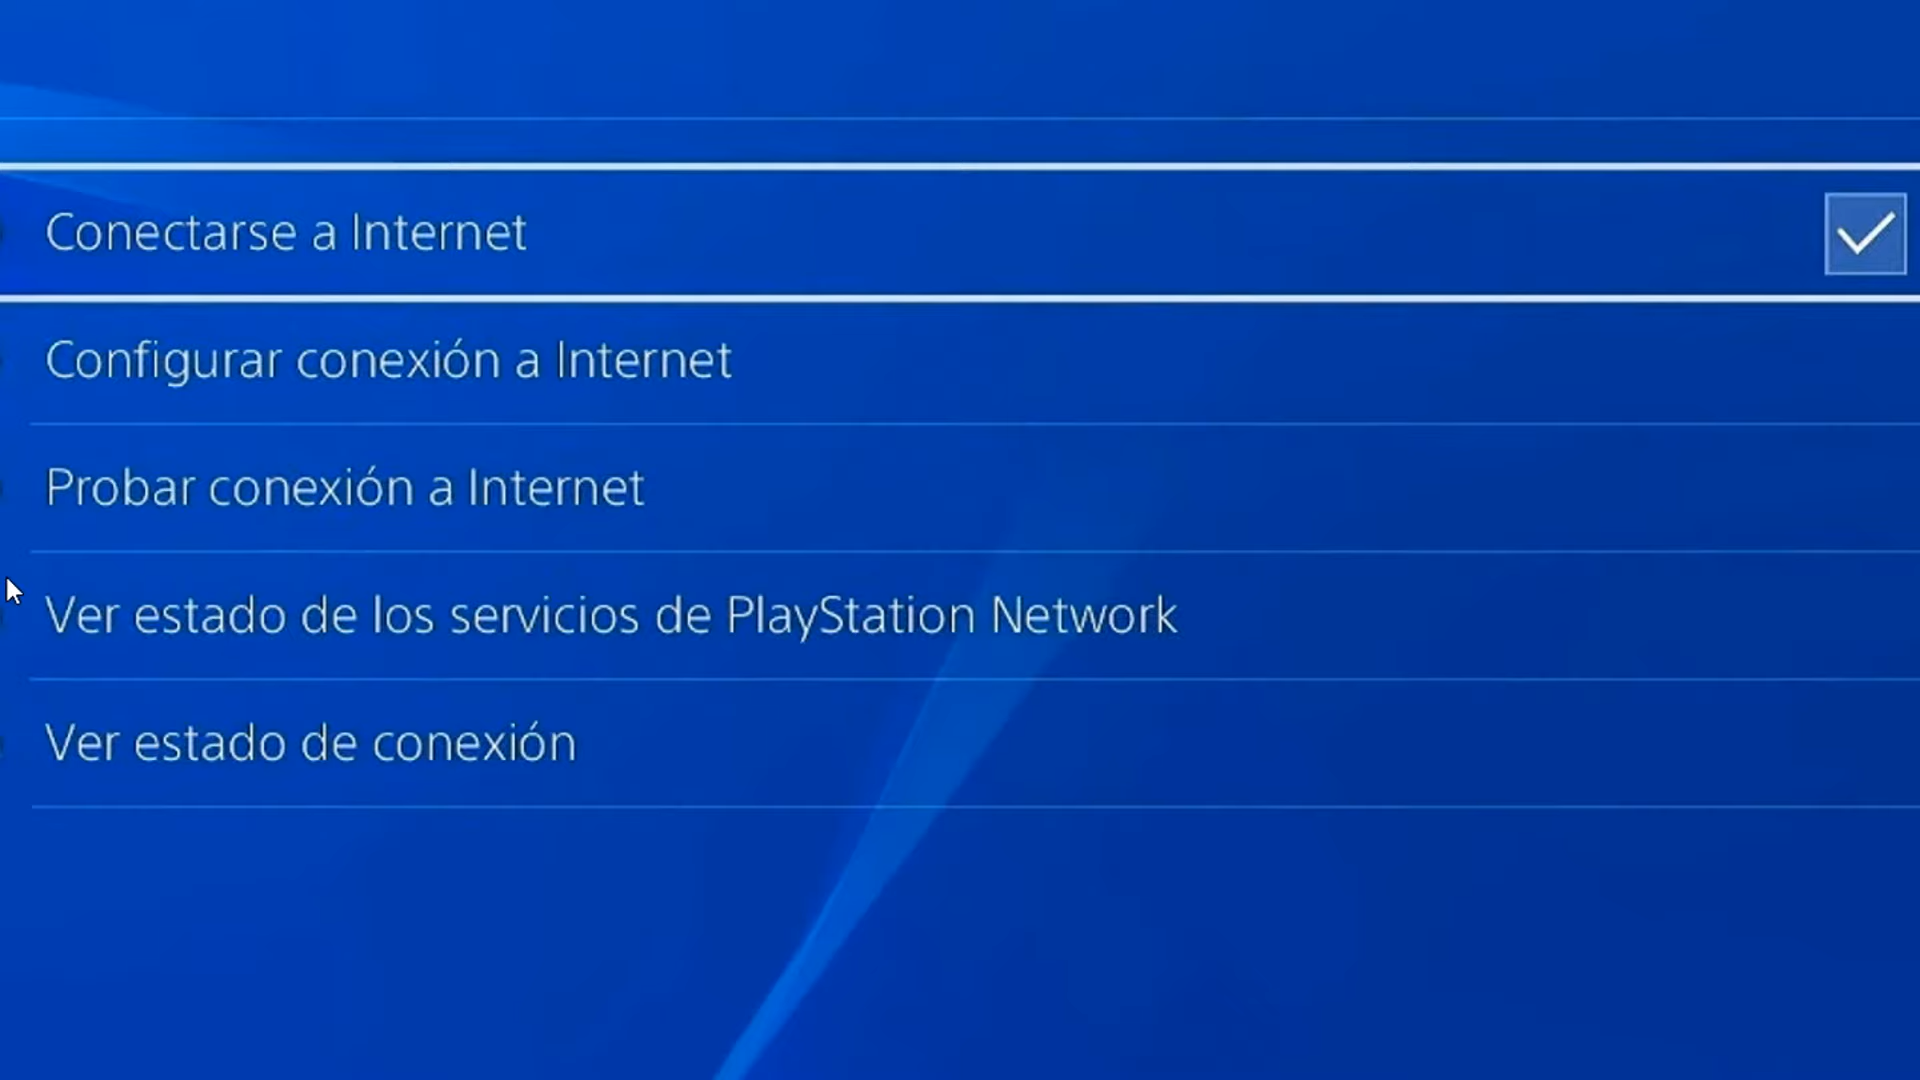 Conectarse a Internet
Configurar conexión a Internet
Probar conexión a Internet
Ver estado de los servicios de PlayStation Network
Ver estado de conexión